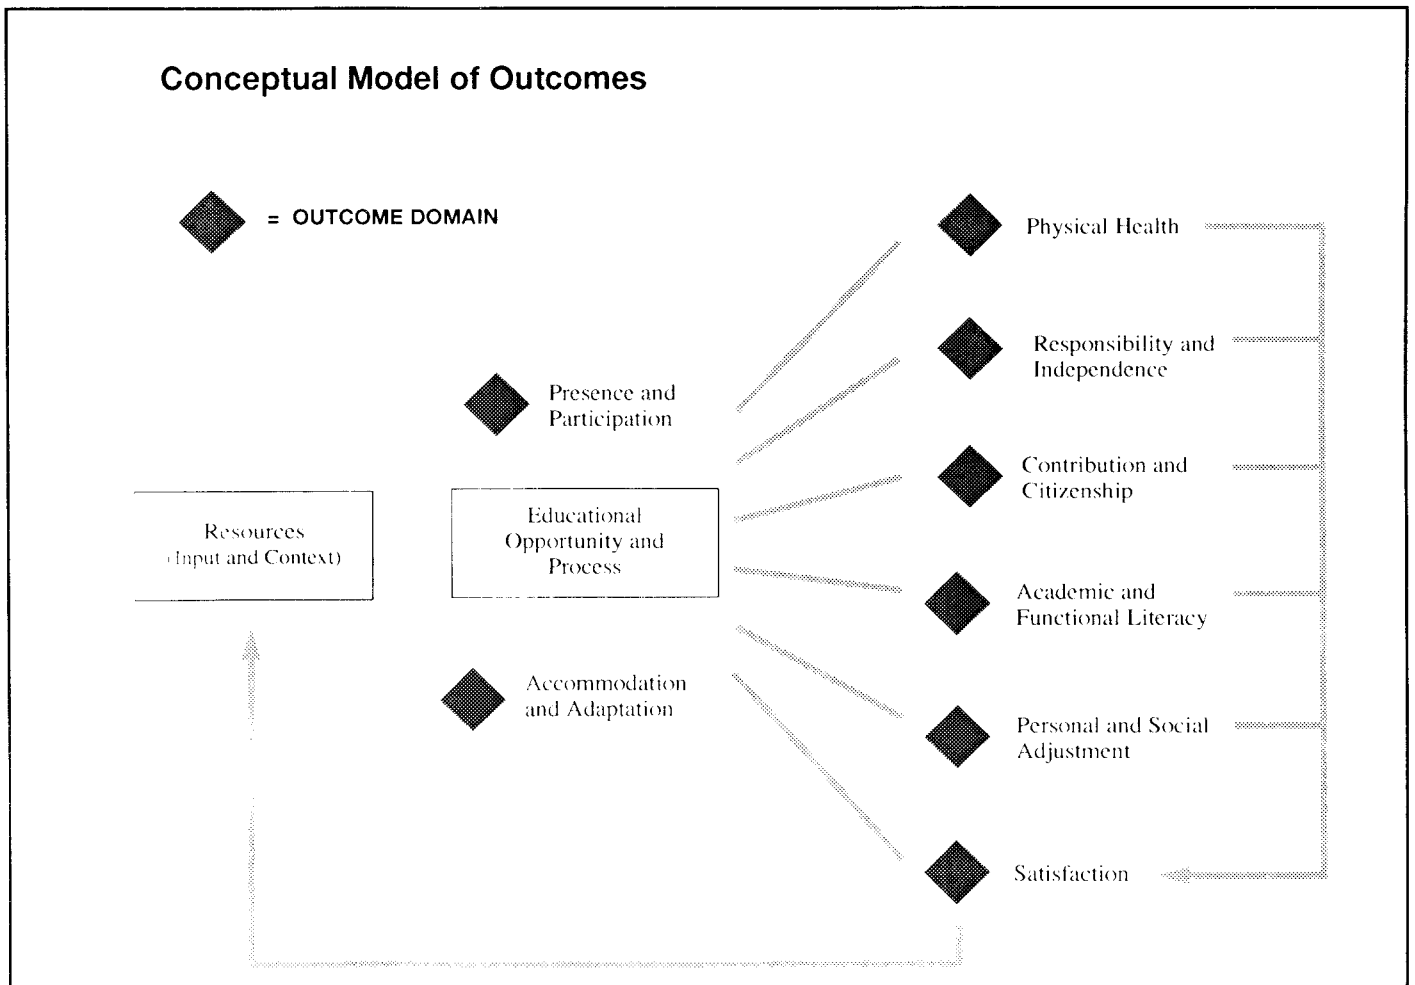 Conceptual Model of Outcomes
= OUTCOME DOMAIN
Presence and
Participation
Resources
(Input and Context)
Educational
Opportunity and
Process
Accommodation
and Adaptation
Physical Health
Responsibility and
Independence
Contribution and
Citizenship
Academic and
Functional Literacy
Personal and Social
Adjustment
Satisfaction